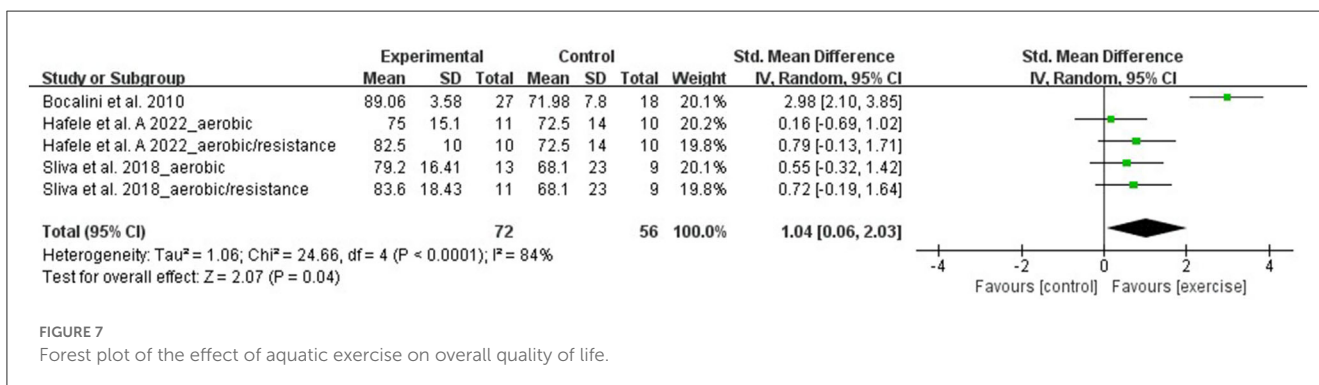 Experimental Control Std. Mean Difference Std. Mean Difference
Study or Subgroup Mean SD Total Mean SD Total Weight IV, Random, 95% CI IV, Random, 95% CI
Bocalini et al. 2010 89.06 3.58 27 71.98 7.8 18 20.1% 2.98 [2.10, 3.85]
Hafele et al. A 2022_aerobic 75 15.1 11 72.5 14 10 20.2% 0.16 [-0.69, 1.02]
Hafele et al. A 2022_aerobic/resistance 82.5 10 10 72.5 14 10 19.8% 0.79 [-0.13, 1.71]
Sliva et al. 2018_aerobic 79.2 16.41 13 68.1 23 9 20.1% 0.55 [-0.32, 1.42]
Sliva et al. 2018_aerobic/resistance 83.6 18.43 11 68.1 23 9 19.8% 0.72 [-0.19, 1.64]
Total (95% CI) 72 56 100.0% 1.04 [0.06, 2.03]
Heterogeneity: Tau² = 1.06; Chi² = 24.66, df = 4 (P < 0.0001); I² = 84%
Test for overall effect: Z = 2.07 (P = 0.04)
-4 -2 0 2 4
Favours [control] Favours [exercise]
FIGURE 7
Forest plot of the effect of aquatic exercise on overall quality of life.